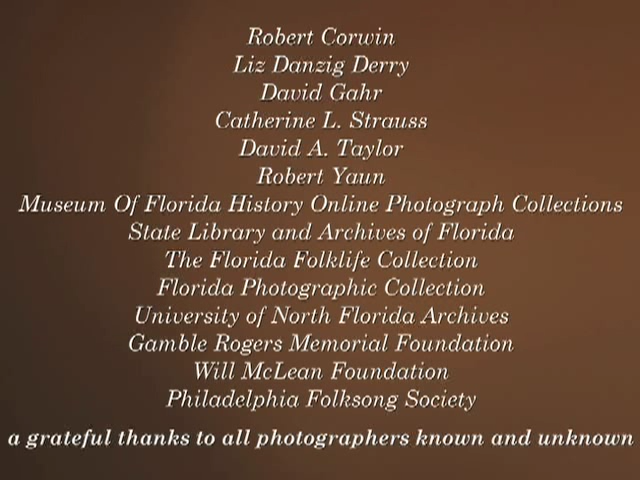 Robert Corwin
Liz Danzig Derry
David Gahr
Catherine L. Strauss
David A. Taylor
Robert Yaun
Museum Of Florida History Online Photograph Collections
State Library and Archives of Florida
The Florida Folklife Collection
Florida Photographic Collection
University of North Florida Archives
Gamble Rogers Memorial Foundation
Will McLean Foundation
Philadelphia Folksong Society
a grateful thanks to all photographers known and unknown